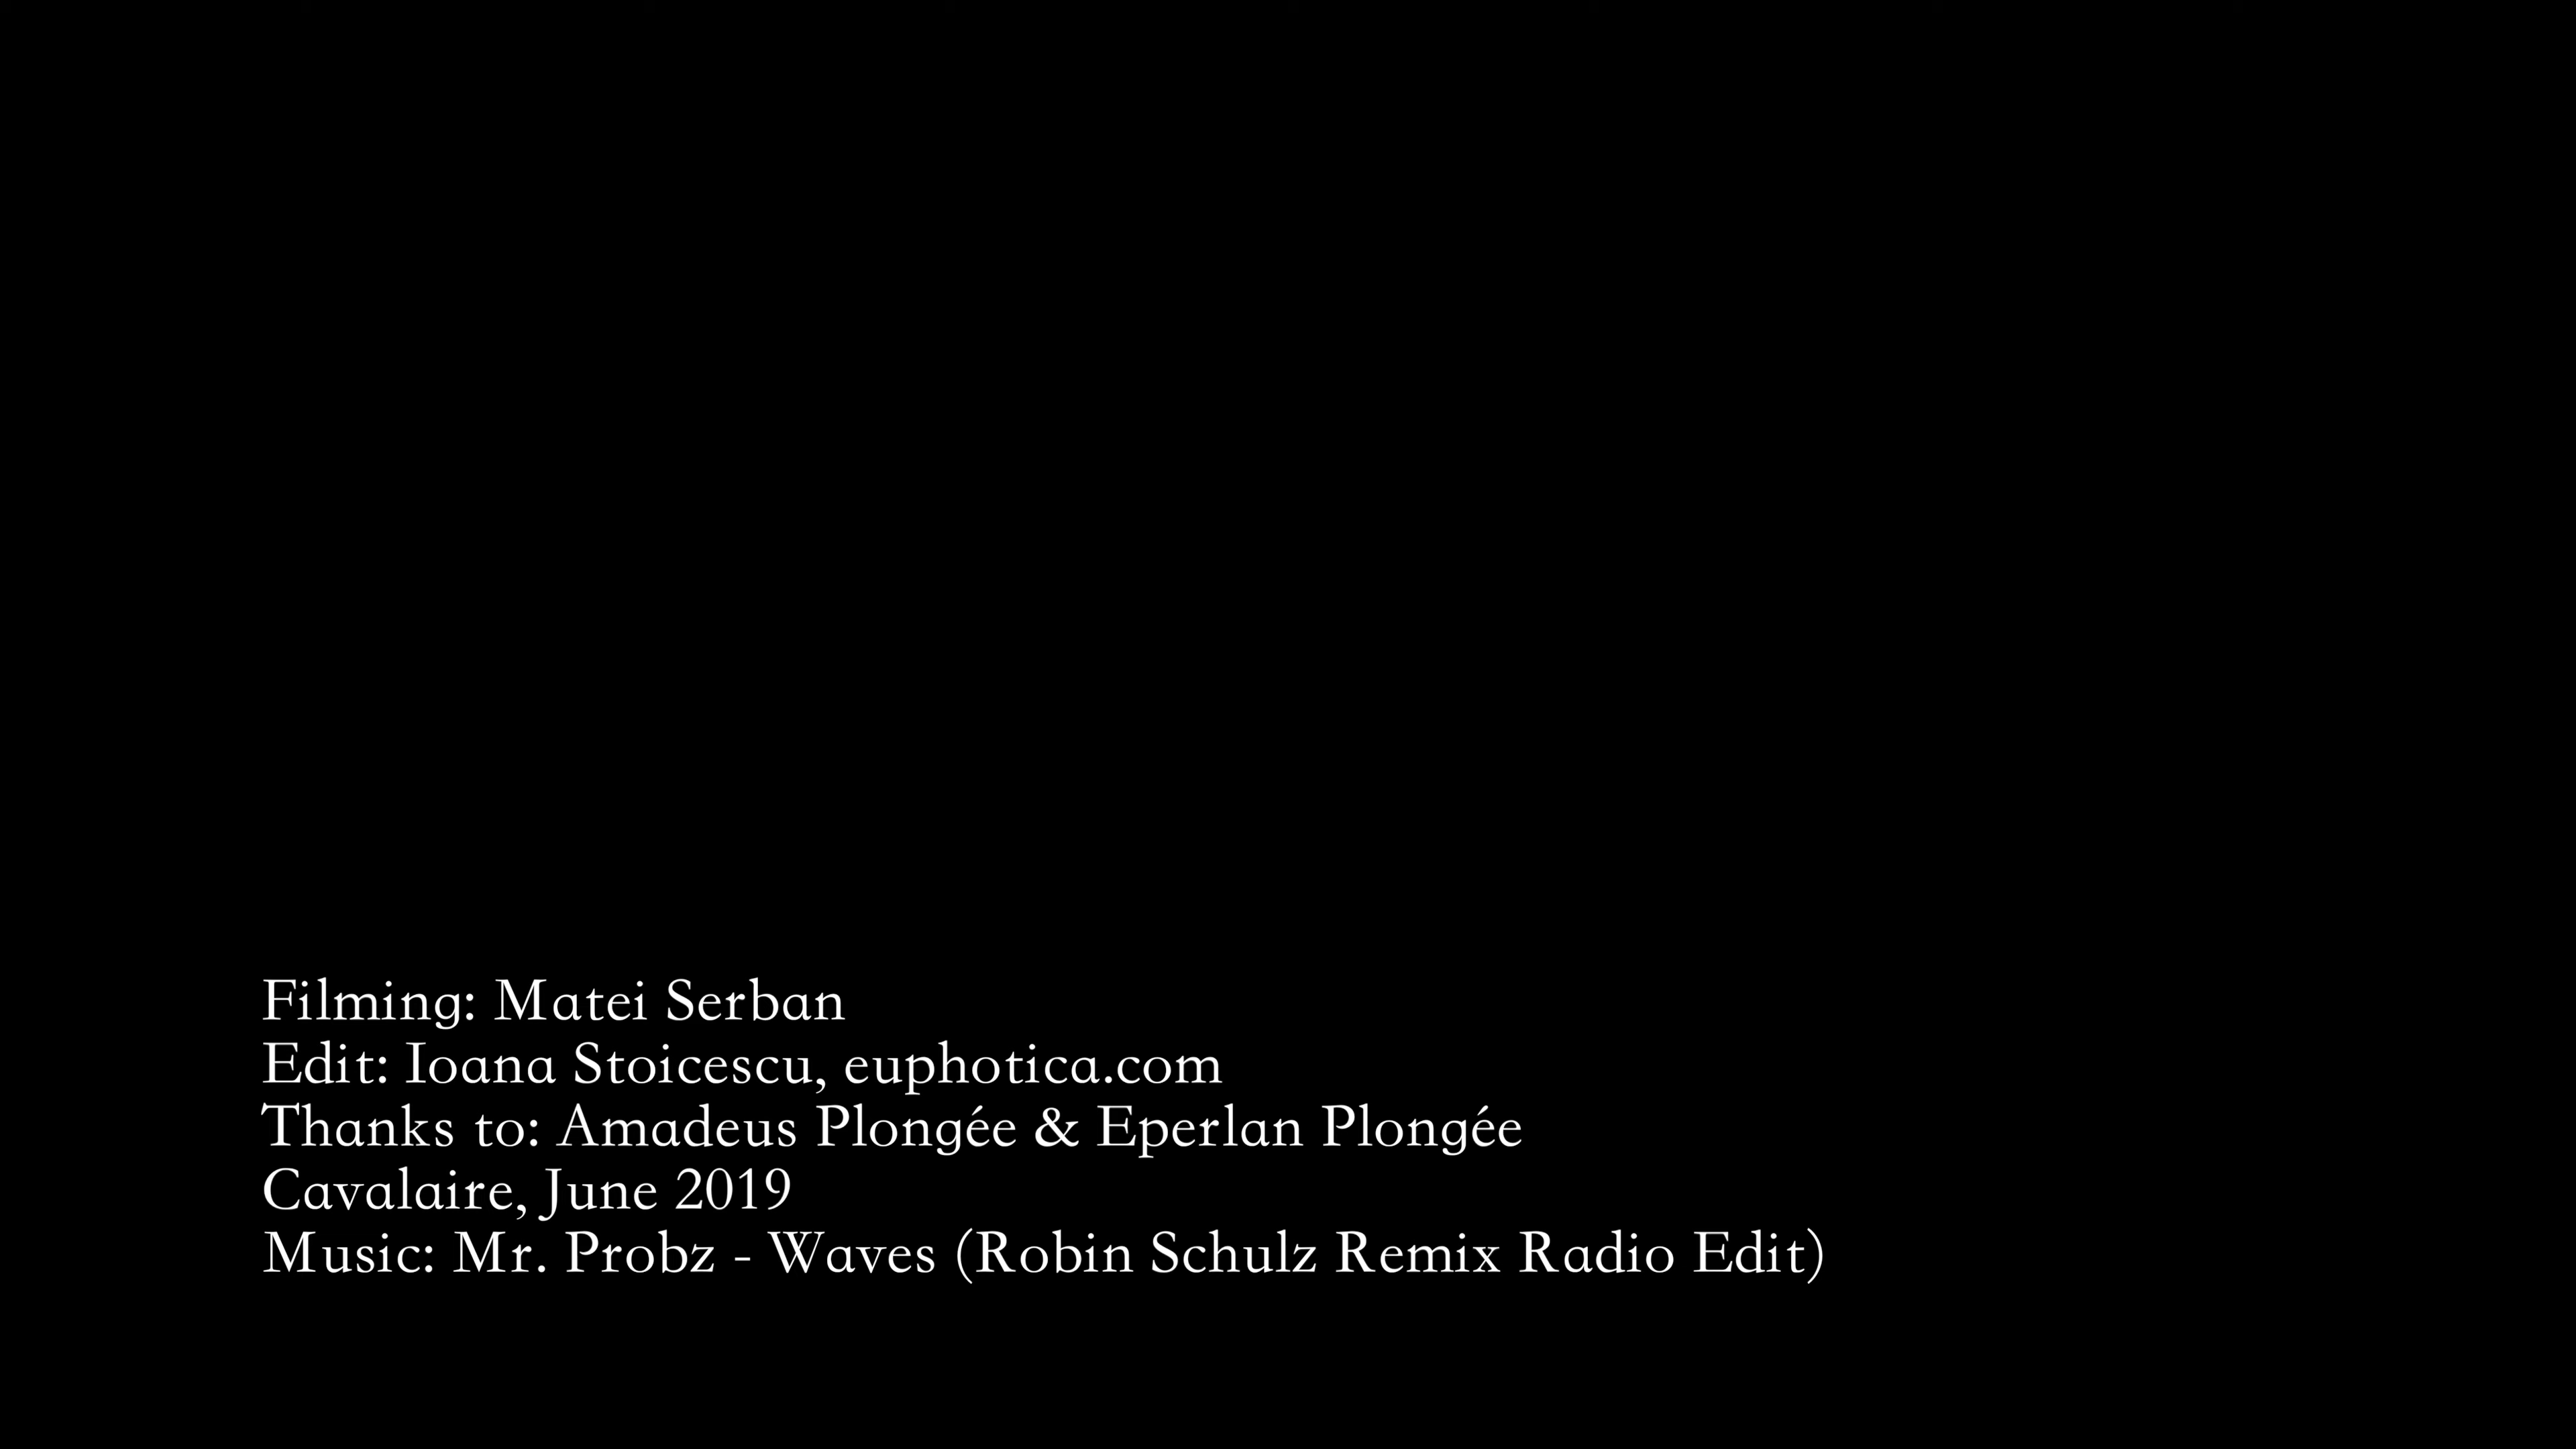 Filming: Matei Serban
Edit: Ioana Stoicescu, euphotica.com
Thanks to: Amadeus Plongée & Eperlan Plongée
Cavalaire, June 2019
Music: Mr. Probz - Waves (Robin Schulz Remix Radio Edit)